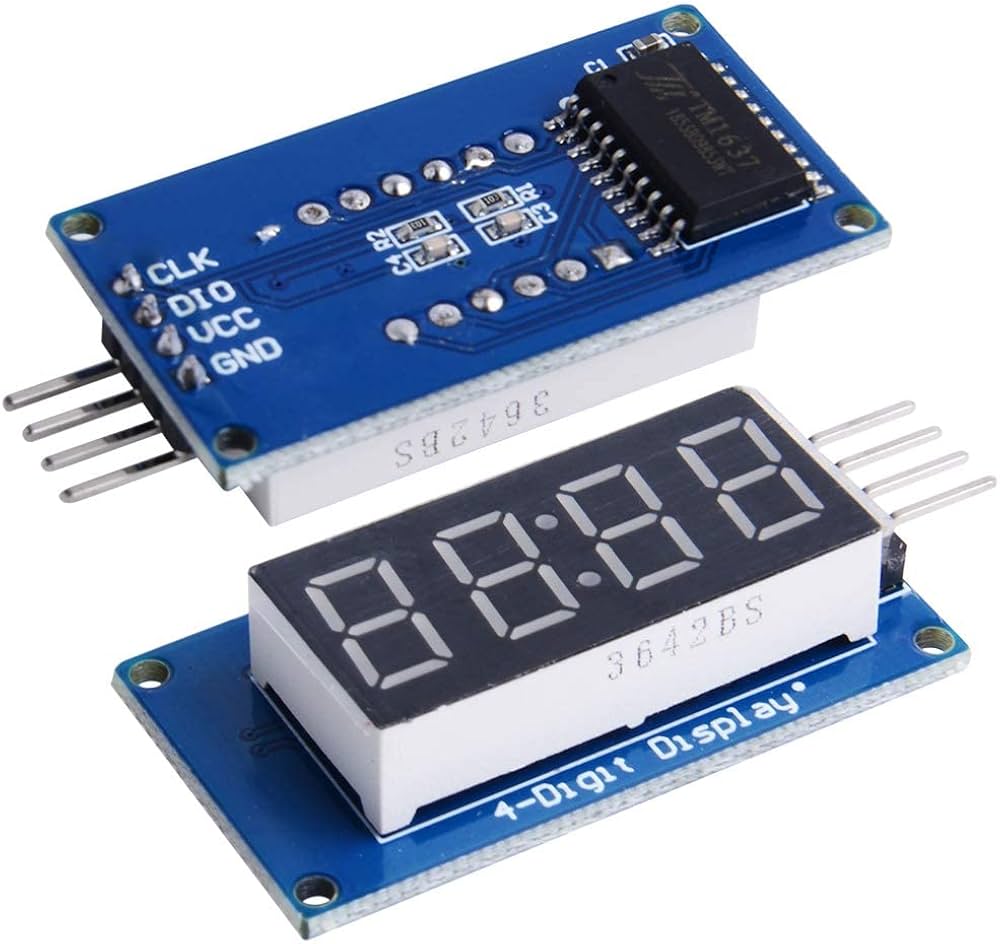 C1
TM1637
R1
C3
R2
C4
CLK
DIO
VCC
GND
3642BS
3642BS
4-Digit Display